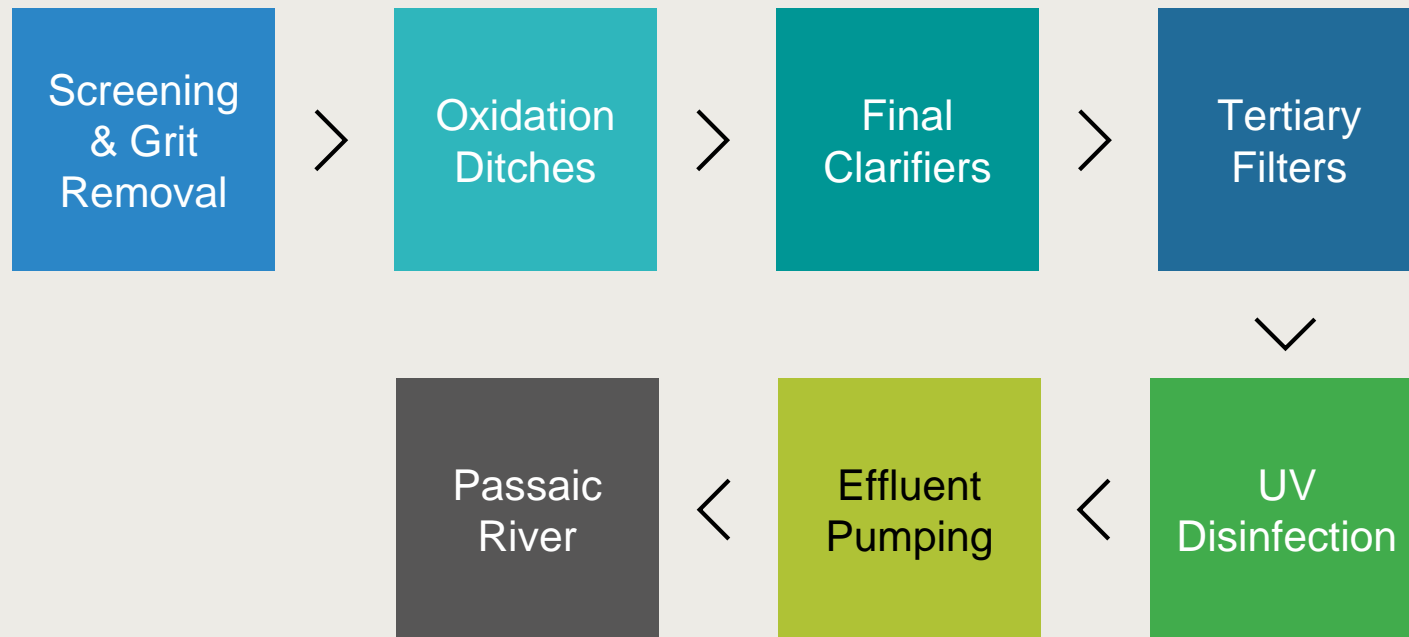 Screening
& Grit
Removal
Oxidation
Ditches
Final
Clarifiers
Tertiary
Filters
UV
Disinfection
Effluent
Pumping
Passaic
River